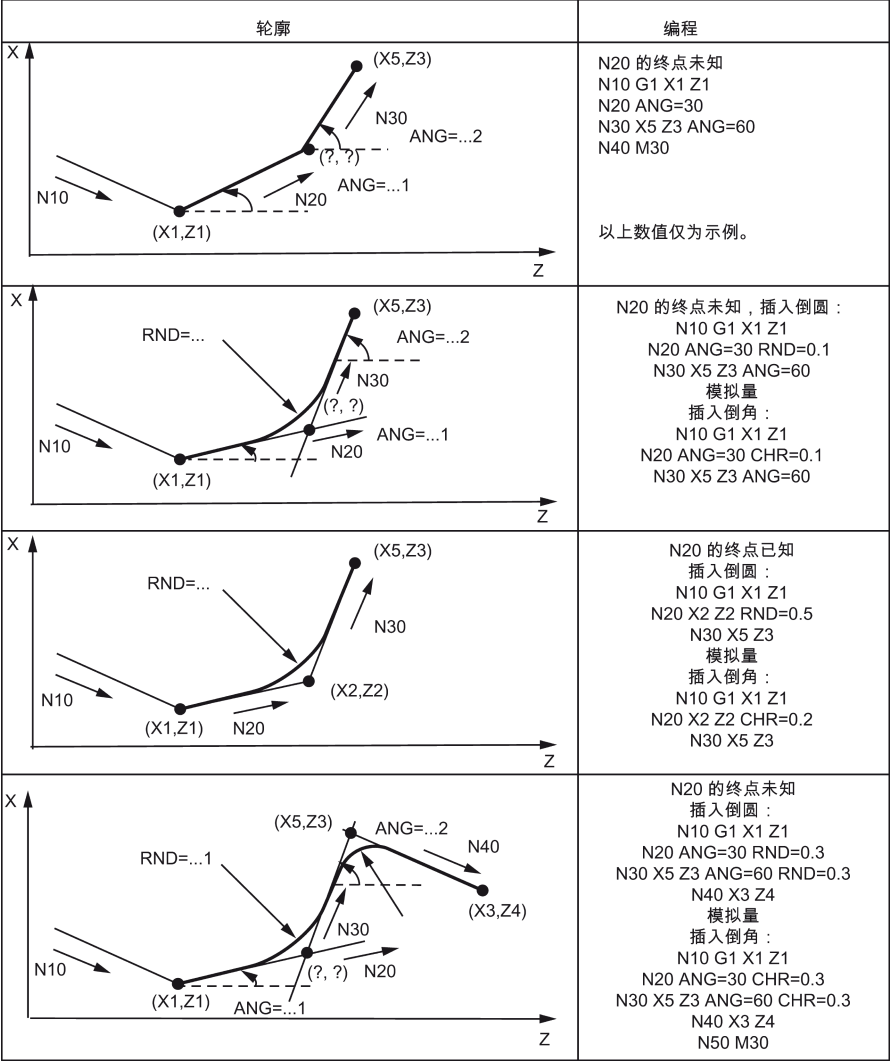 轮廓
编程
X
(X5,Z3)
N30
ANG=...2
(?, ?)
ANG=...1
N20
N10
(X1,Z1)
Z
N20 的终点未知
N10 G1 X1 Z1
N20 ANG=30
N30 X5 Z3 ANG=60
N40 M30
以上数值仅为示例。
X
(X5,Z3)
RND=...
ANG=...2
N30
(?, ?)
N10
ANG=...1
N20
(X1,Z1)
Z
N20 的终点未知，插入倒圆：
N10 G1 X1 Z1
N20 ANG=30 RND=0.1
N30 X5 Z3 ANG=60
模拟量
插入倒角：
N10 G1 X1 Z1
N20 ANG=30 CHR=0.1
N30 X5 Z3 ANG=60
X
(X5,Z3)
RND=...
N30
N10
(X2,Z2)
(X1,Z1)
N20
Z
N20 的终点已知
插入倒圆：
N10 G1 X1 Z1
N20 X2 Z2 RND=0.5
N30 X5 Z3
模拟量
插入倒角：
N10 G1 X1 Z1
N20 X2 Z2 CHR=0.2
N30 X5 Z3
X
(X5,Z3)
ANG=...2
N40
RND=...1
(X3,Z4)
N30
N10
(?, ?)
N20
(X1,Z1)
ANG=...1
Z
N20 的终点未知
插入倒圆：
N10 G1 X1 Z1
N20 ANG=30 RND=0.3
N30 X5 Z3 ANG=60 RND=0.3
N40 X3 Z4
模拟量
插入倒角：
N10 G1 X1 Z1
N20 ANG=30 CHR=0.3
N30 X5 Z3 ANG=60 CHR=0.3
N40 X3 Z4
N50 M30